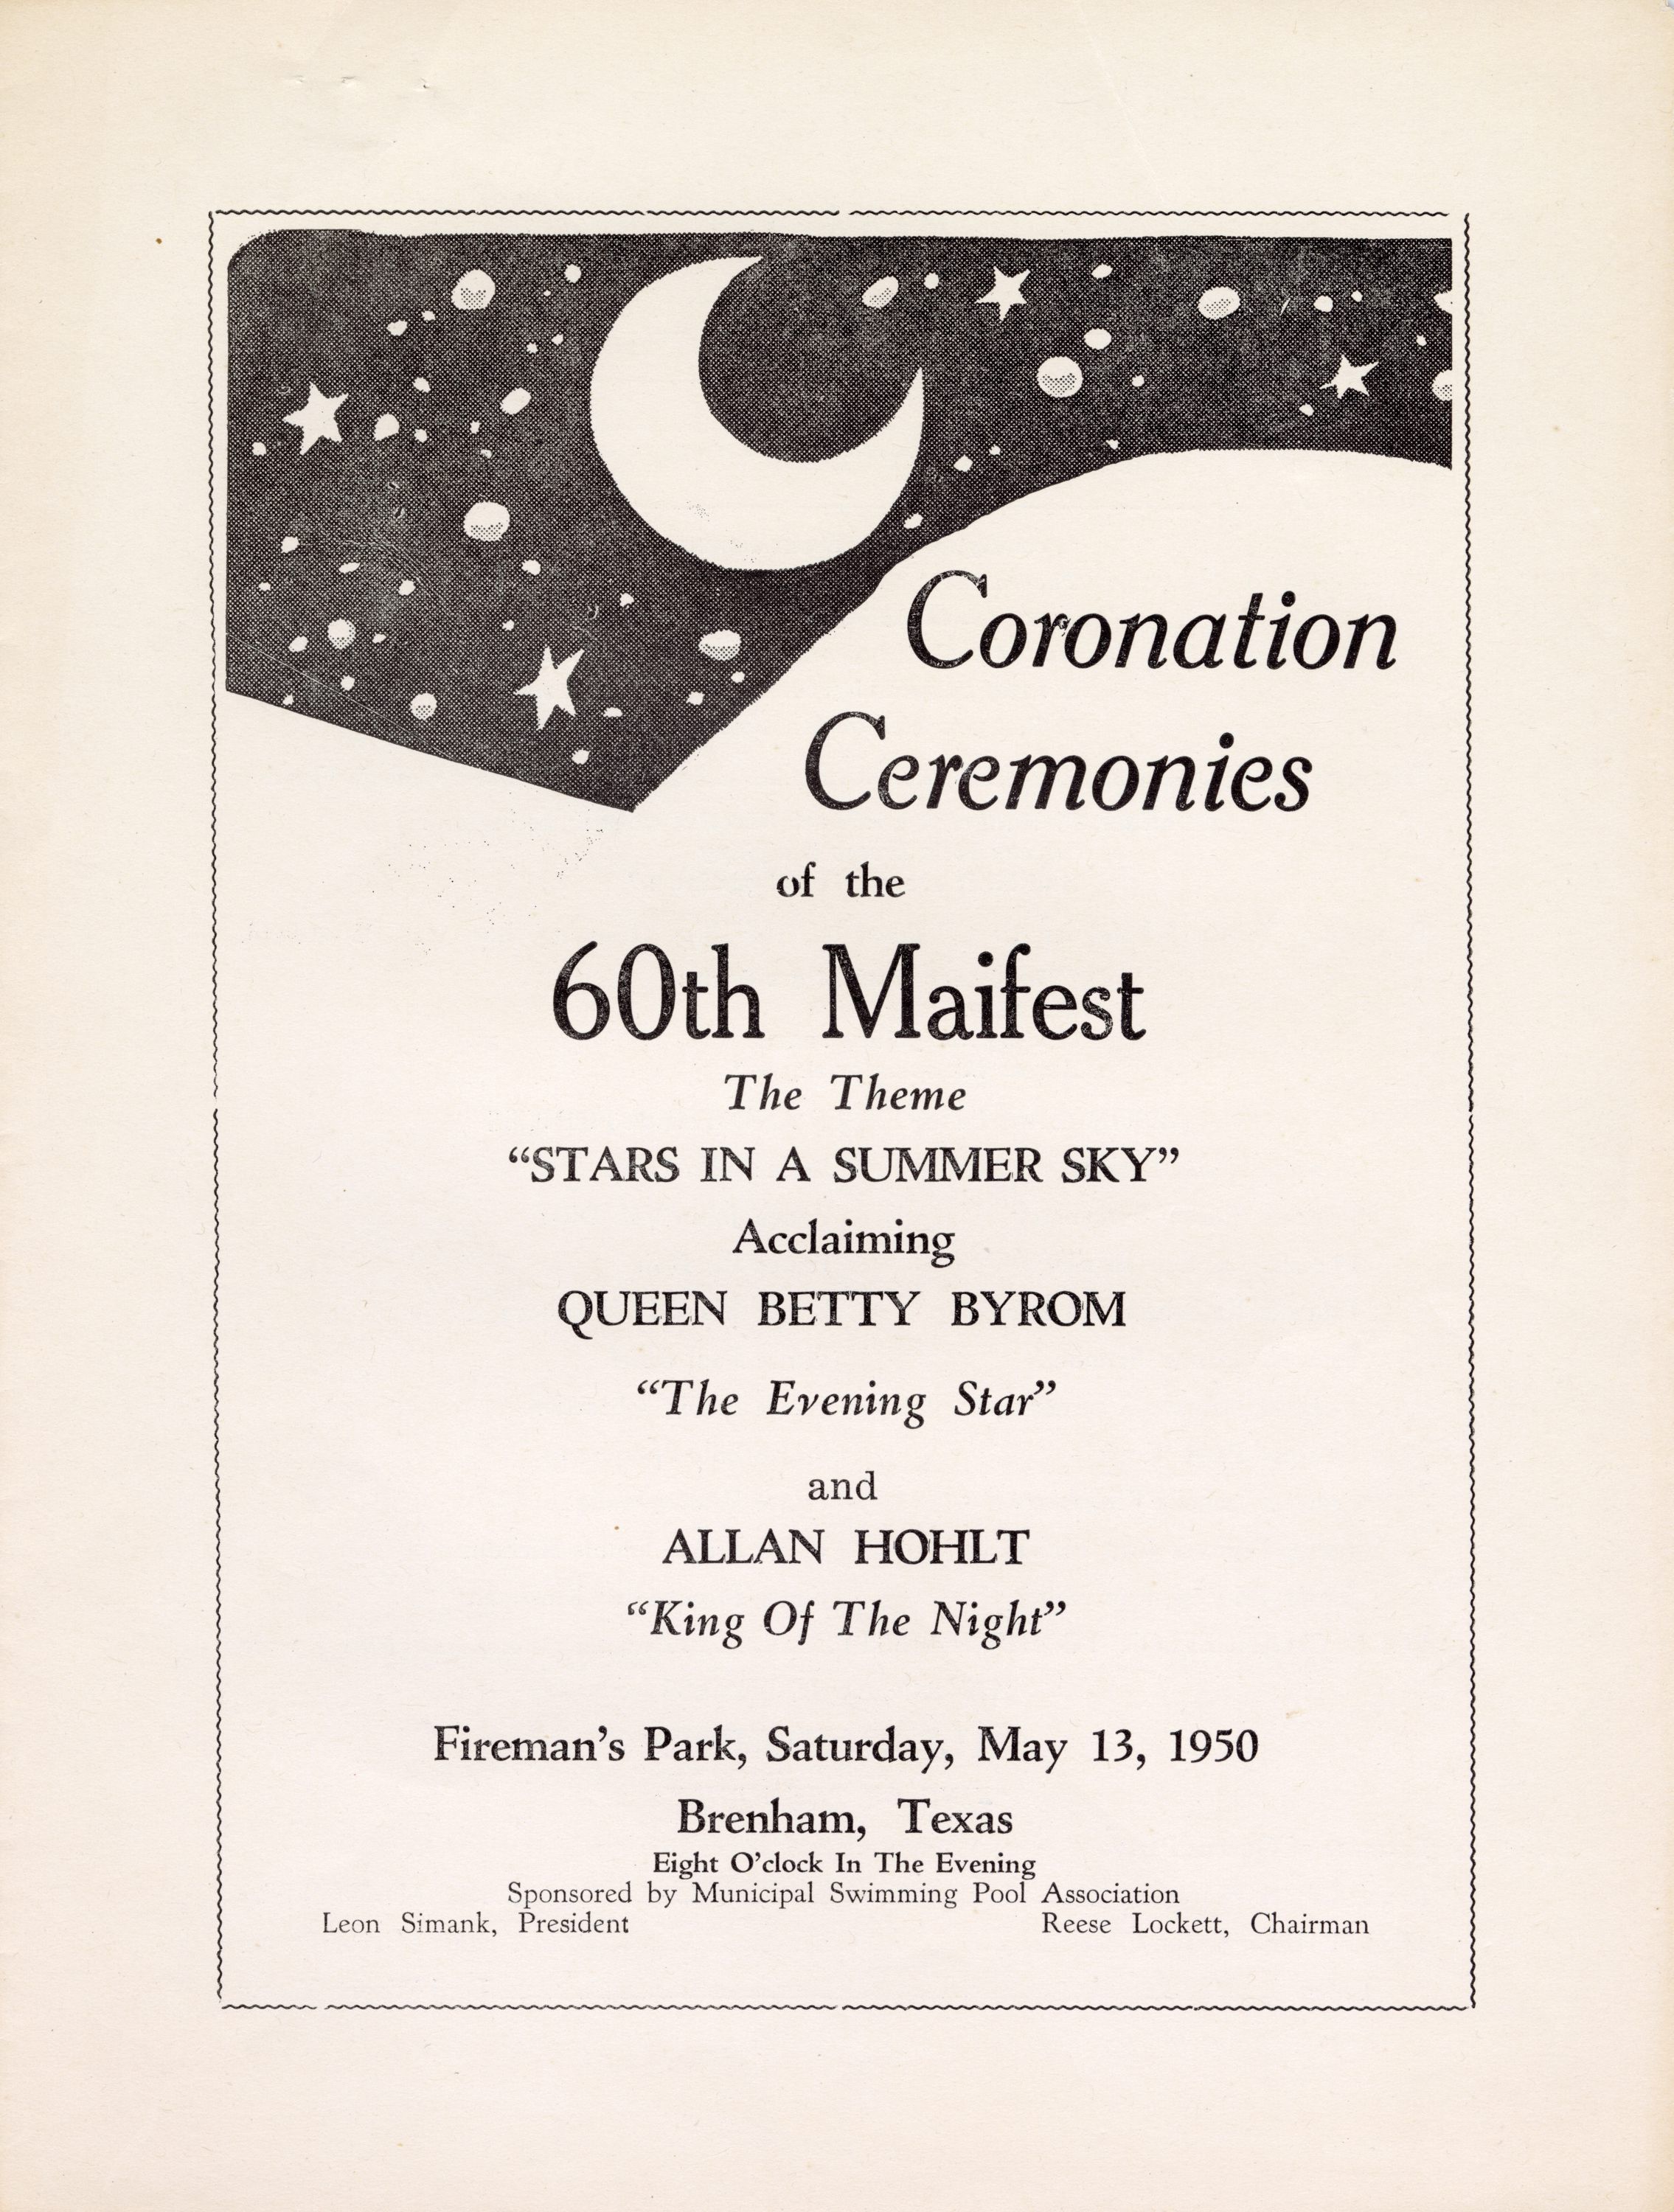 Coronation
Ceremonies
of the
60th Maifest
The Theme
“STARS IN A SUMMER SKY”
Acclaiming
QUEEN BETTY BYROM
“The Evening Star”
and
ALLAN HOHLT
“King Of The Night”
Fireman’s Park, Saturday, May 13, 1950
Brenham, Texas
Eight O’clock In The Evening
Sponsored by Municipal Swimming Pool Association
Leon Simank, President Reese Lockett, Chairman